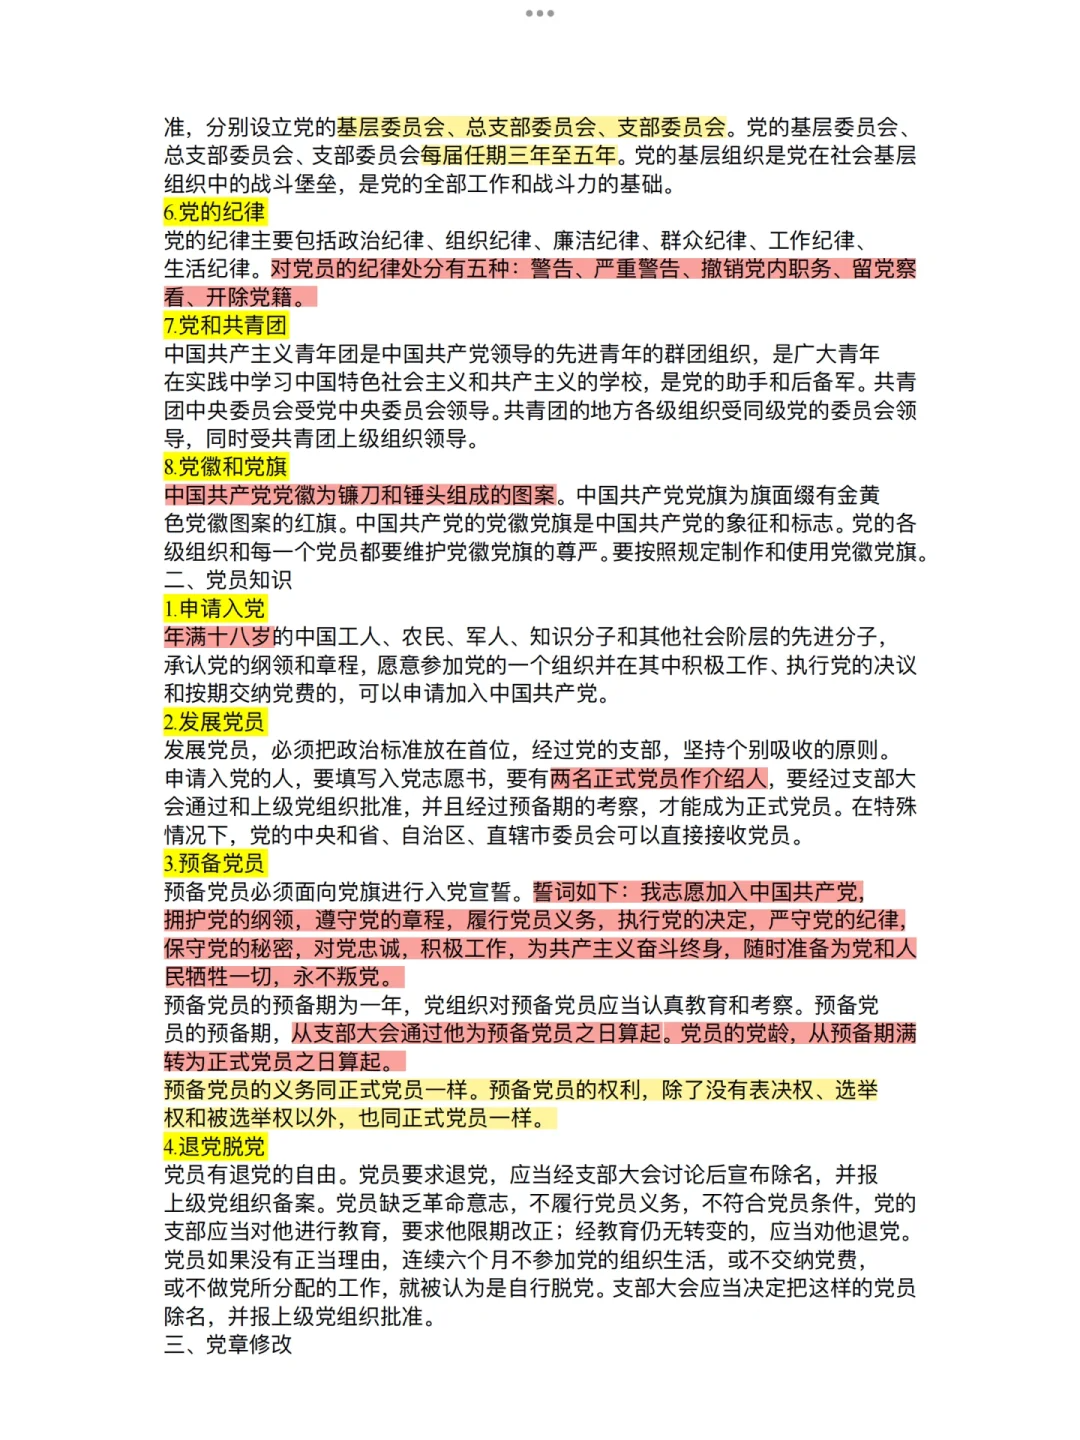 准，分别设立党的基层委员会、总支部委员会、支部委员会。党的基层委员会、
总支部委员会、支部委员会每届任期三年至五年。党的基层组织是党在社会基层
组织中的战斗堡垒，是党的全部工作和战斗力的基础。
6.党的纪律
党的纪律主要包括政治纪律、组织纪律、廉洁纪律、群众纪律、工作纪律、
生活纪律。对党员的纪律处分有五种：警告、严重警告、撤销党内职务、留党察
看、开除党籍。
7.党和共青团
中国共产主义青年团是中国共产党领导的先进青年的群团组织，是广大青年
在实践中学习中国特色社会主义和共产主义的学校，是党的助手和后备军。共青
团中央委员会受党中央委员会领导。共青团的地方各级组织受同级党的委员会领
导，同时受共青团上级组织领导。
8.党徽和党旗
中国共产党党徽为镰刀和锤头组成的图案。中国共产党党旗为旗面缀有金黄
色党徽图案的红旗。中国共产党的党徽党旗是中国共产党的象征和标志。党的各
级组织和每一个党员都要维护党徽党旗的尊严。要按照规定制作和使用党徽党旗。
二、党员知识
1.申请入党
年满十八岁的中国工人、农民、军人、知识分子和其他社会阶层的先进分子，
承认党的纲领和章程，愿意参加党的一个组织并在其中积极工作、执行党的决议
和按期交纳党费的，可以申请加入中国共产党。
2.发展党员
发展党员，必须把政治标准放在首位，经过党的支部，坚持个别吸收的原则。
申请入党的人，要填写入党志愿书，要有两名正式党员作介绍人，要经过支部大
会通过和上级党组织批准，并且经过预备期的考察，才能成为正式党员。在特殊
情况下，党的中央和省、自治区、直辖市委员会可以直接接收党员。
3.预备党员
预备党员必须面向党旗进行入党宣誓。誓词如下：我志愿加入中国共产党，
拥护党的纲领，遵守党的章程，履行党员义务，执行党的决定，严守党的纪律，
保守党的秘密，对党忠诚，积极工作，为共产主义奋斗终身，随时准备为党和人
民牺牲一切，永不叛党。
预备党员的预备期为一年，党组织对预备党员应当认真教育和考察。预备党
员的预备期，从支部大会通过他为预备党员之日算起。党员的党龄，从预备期满
转为正式党员之日算起。
预备党员的义务同正式党员一样。预备党员的权利，除了没有表决权、选举
权和被选举权以外，也同正式党员一样。
4.退党脱党
党员有退党的自由。党员要求退党，应当经支部大会讨论后宣布除名，并报
上级党组织备案。党员缺乏革命意志，不履行党员义务，不符合党员条件，党的
支部应当对他进行教育，要求他限期改正；经教育仍无转变的，应当劝他退党。
党员如果没有正当理由，连续六个月不参加党的组织生活，或不交纳党费，
或不做党所分配的工作，就被认为是自行脱党。支部大会应当决定把这样的党员
除名，并报上级党组织批准。
三、党章修改